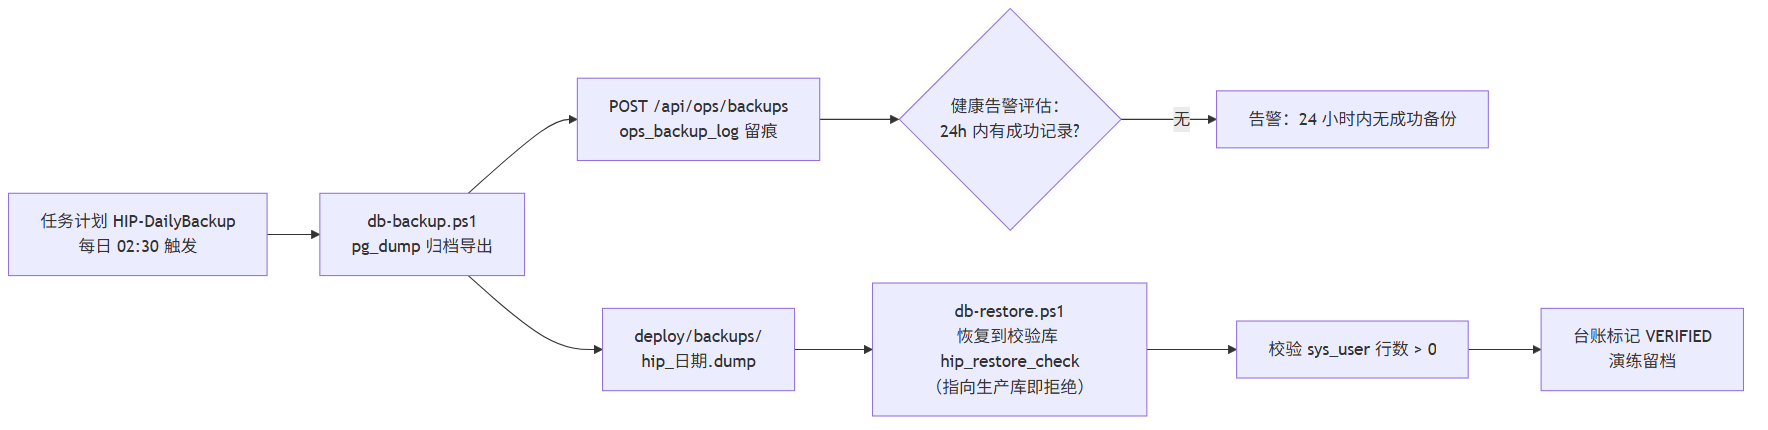 任务计划 HIP-DailyBackup
每日 02:30 触发
db-backup.ps1
pg_dump 归档导出
POST /api/ops/backups
ops_backup_log 留痕
健康告警评估：
24h 内有成功记录?
无
告警：24 小时内无成功备份
deploy/backups/
hip_日期.dump
db-restore.ps1
恢复到校验库
hip_restore_check
（指向生产库即拒绝）
校验 sys_user 行数 > 0
台账标记 VERIFIED
演练留档